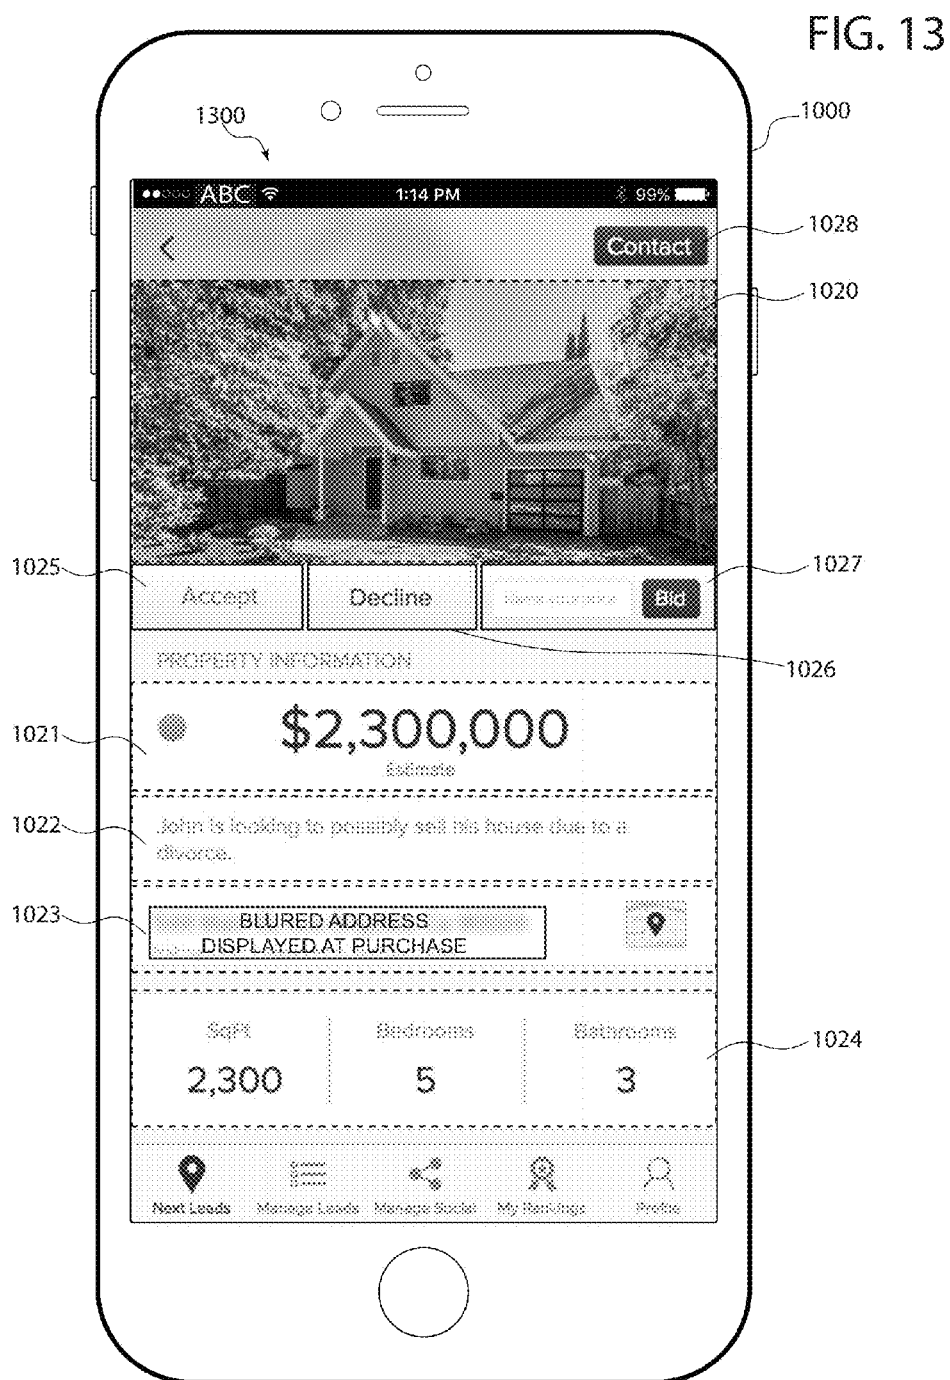 FIG. 13
1300
1000
ABC
1:14 PM
99%
Contact
1028
1020
1025
Accept
Decline
Bid
1027
1026
PROPERTY INFORMATION
1021
$2,300,000
Estimate
1022
John is looking to possibly sell his house due to a
divorce.
1023
BLURED ADDRESS
DISPLAYED AT PURCHASE
SqFt
Bedrooms
Bathrooms
1024
2,300
5
3
Next Leads
Manage Leads
Manage Social
My Rankings
Profile